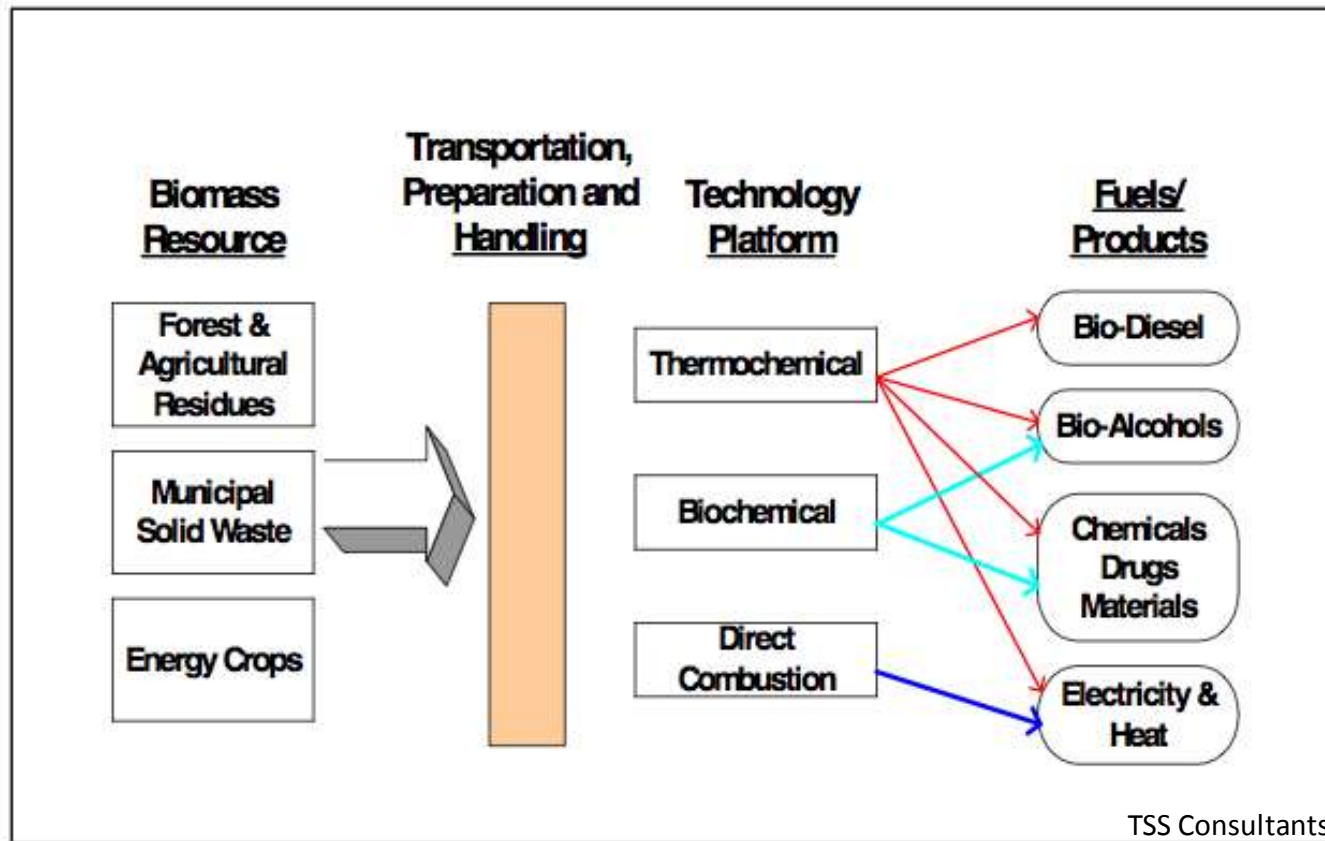 Biomass
Resource
Transportation,
Preparation and
Handling
Technology
Platform
Fuels/
Products
Forest &
Agricultural
Residues
Municipal
Solid Waste
Energy Crops
Thermochemical
Biochemical
Direct
Combustion
Bio-Diesel
Bio-Alcohols
Chemicals
Drugs
Materials
Electricity &
Heat
TSS Consultants